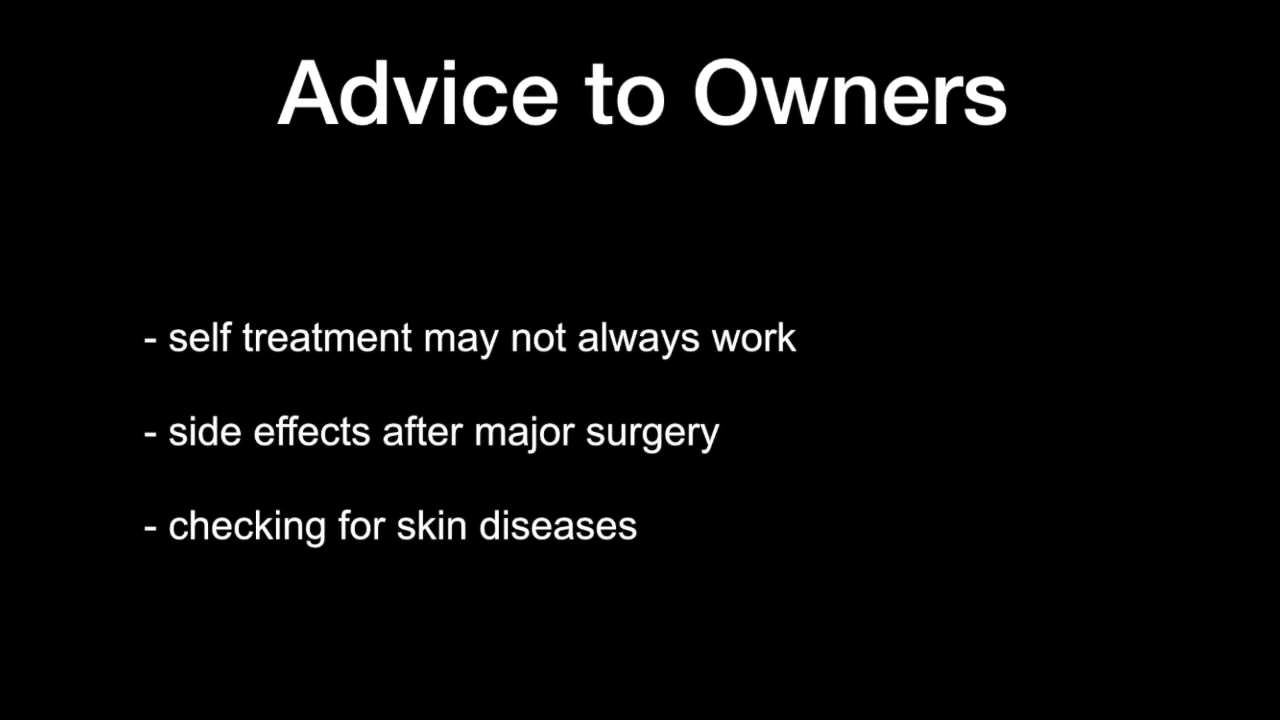 Advice to Owners
- self treatment may not always work
- side effects after major surgery
- checking for skin diseases